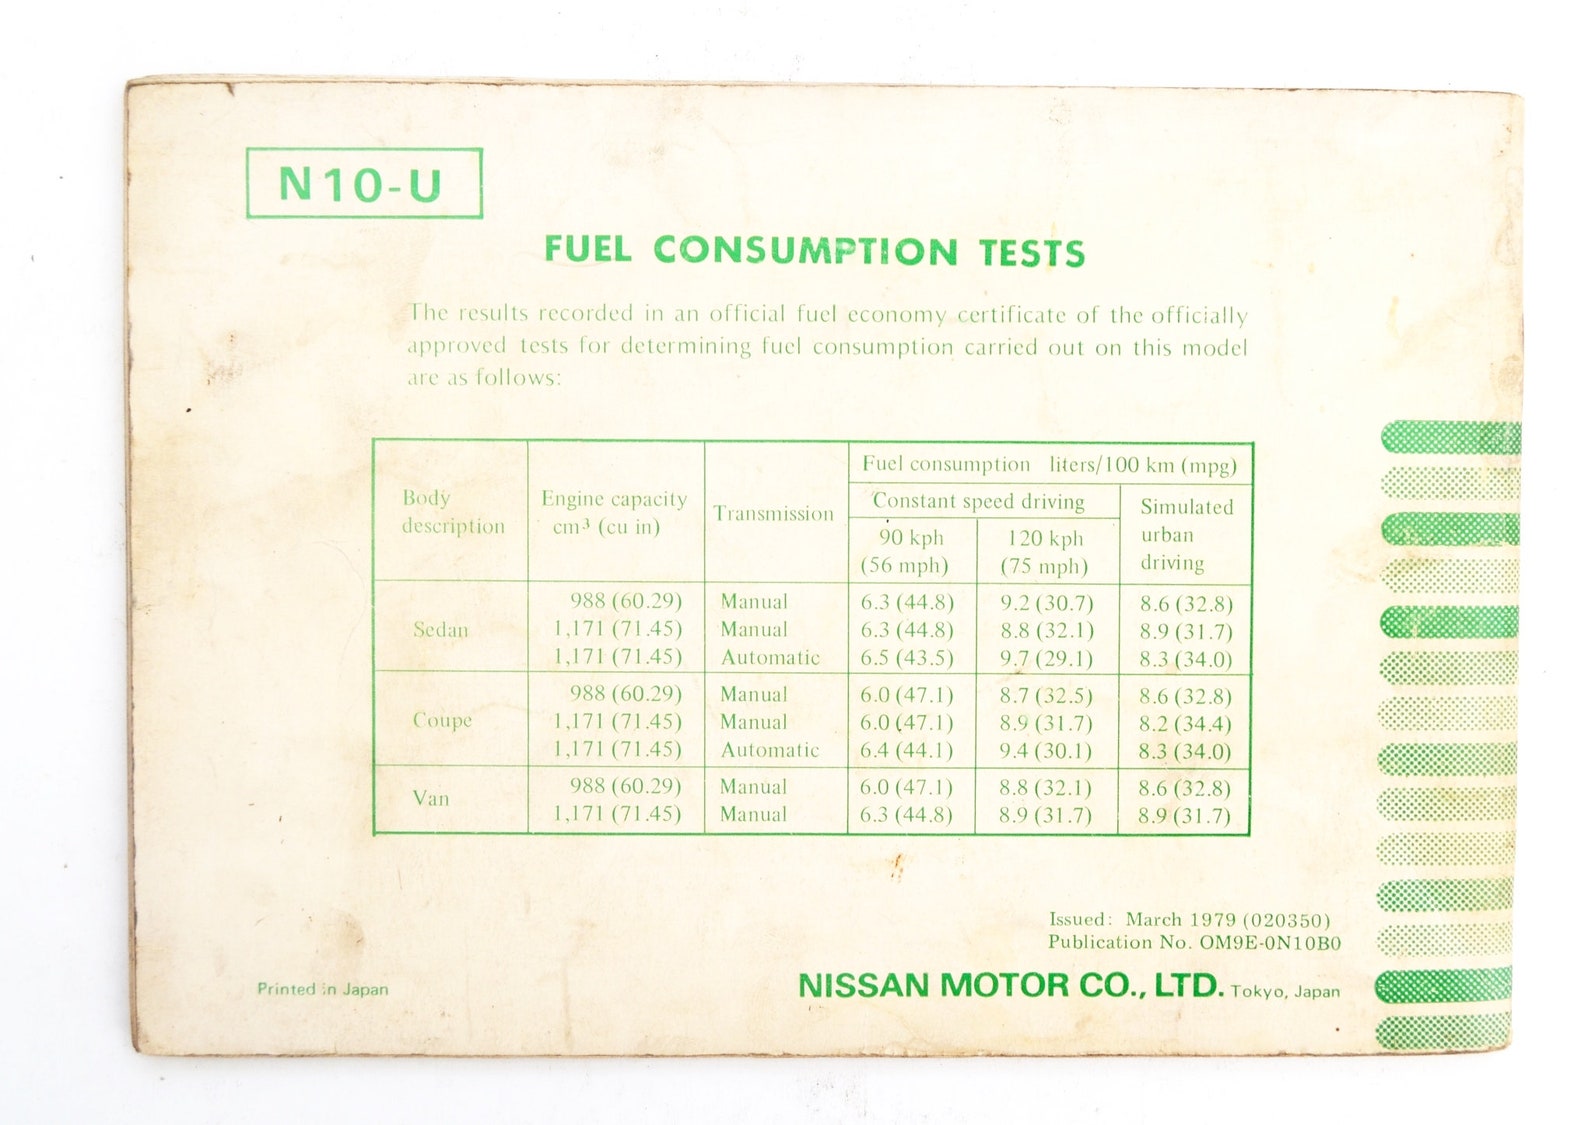 N10-U
FUEL CONSUMPTION TESTS
The results recorded in an official fuel economy certificate of the officially
approved tests for determining fuel consumption carried out on this model
are as follows:
Body description Engine capacity cm³ (cu in) Transmission Fuel consumption liters/100 km (mpg)
Constant speed driving Simulated urban driving
90 kph (56 mph) 120 kph (75 mph)
Sedan 988 (60.29) Manual 6.3 (44.8) 9.2 (30.7) 8.6 (32.8)
1,171 (71.45) Manual 6.3 (44.8) 8.8 (32.1) 8.9 (31.7)
1,171 (71.45) Automatic 6.5 (43.5) 9.7 (29.1) 8.3 (34.0)
Coupe 988 (60.29) Manual 6.0 (47.1) 8.7 (32.5) 8.6 (32.8)
1,171 (71.45) Manual 6.0 (47.1) 8.9 (31.7) 8.2 (34.4)
1,171 (71.45) Automatic 6.4 (44.1) 9.4 (30.1) 8.3 (34.0)
Van 988 (60.29) Manual 6.0 (47.1) 8.8 (32.1) 8.6 (32.8)
1,171 (71.45) Manual 6.3 (44.8) 8.9 (31.7) 8.9 (31.7)
Issued: March 1979 (020350)
Publication No. OM9E-0N10B0
Printed in Japan
NISSAN MOTOR CO., LTD. Tokyo, Japan